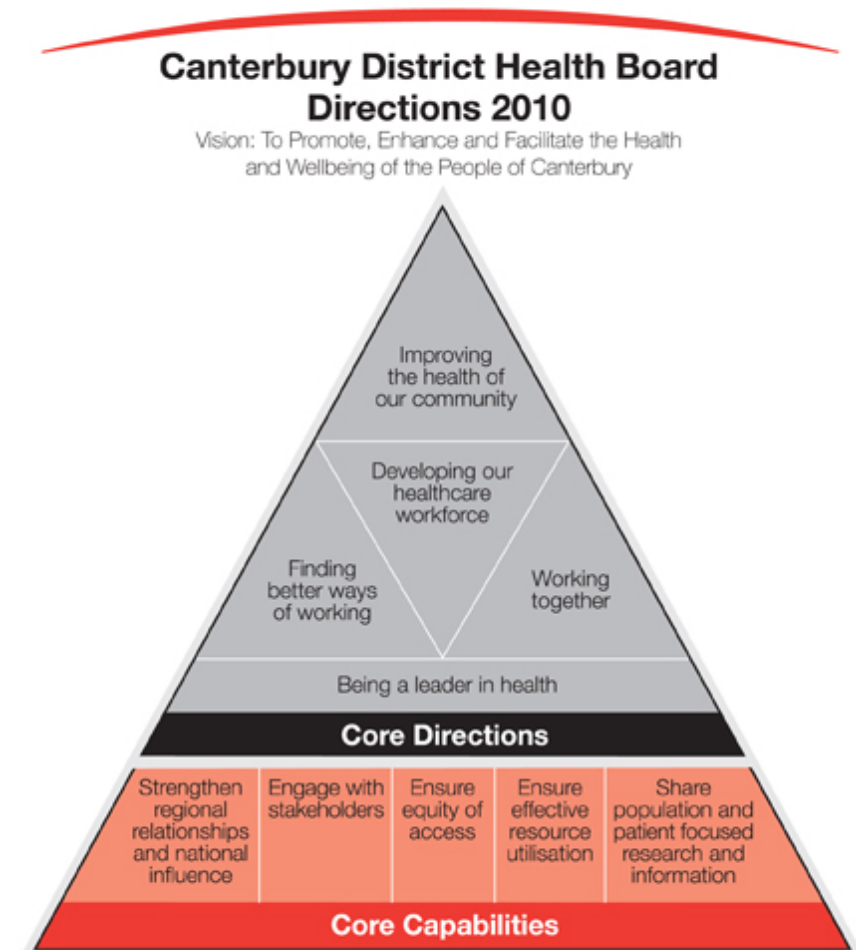 Canterbury District Health Board
Directions 2010
Vision: To Promote, Enhance and Facilitate the Health
and Wellbeing of the People of Canterbury
Improving
the health of
our community
Developing our
healthcare
workforce
Finding
better ways
of working
Working
together
Being a leader in health
Core Directions
Strengthen
regional
relationships
and national
influence
Engage with
stakeholders
Ensure
equity of
access
Ensure
effective
resource
utilisation
Share
population and
patient focused
research and
information
Core Capabilities